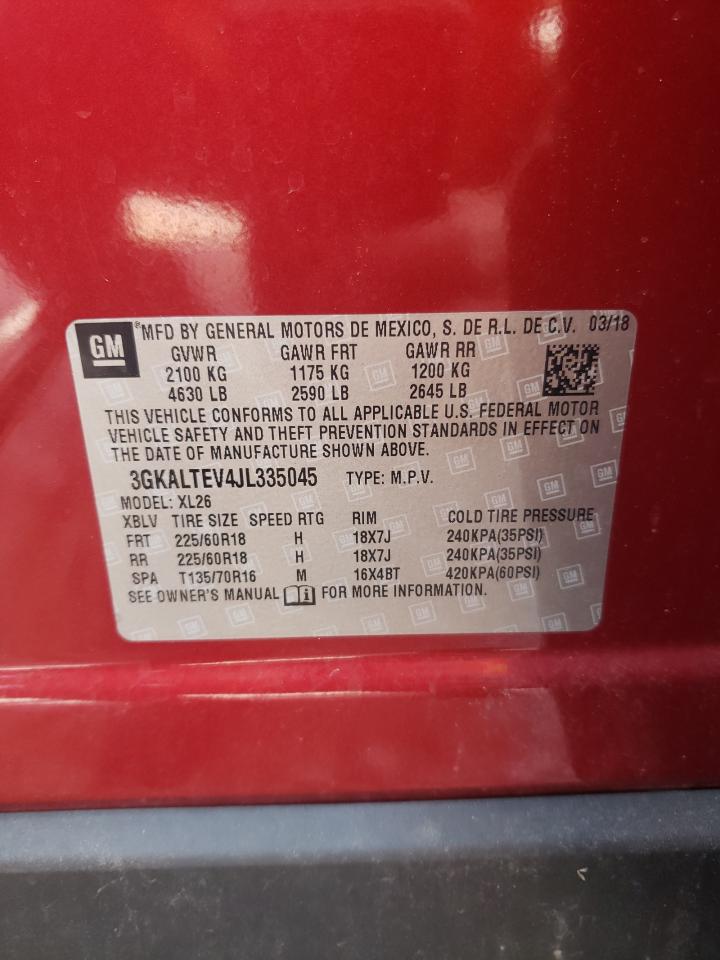 GM ®MFD BY GENERAL MOTORS DE MEXICO, S. DE R.L. DE C.V. 03/18
GVWR GAWR FRT GAWR RR
2100 KG 1175 KG 1200 KG
4630 LB 2590 LB 2645 LB
THIS VEHICLE CONFORMS TO ALL APPLICABLE U.S. FEDERAL MOTOR
VEHICLE SAFETY AND THEFT PREVENTION STANDARDS IN EFFECT ON
THE DATE OF MANUFACTURE SHOWN ABOVE.
3GKALTEV4JL335045 TYPE: M.P.V.
MODEL: XL26
XBLV TIRE SIZE SPEED RTG RIM COLD TIRE PRESSURE
FRT 225/60R18 H 18X7J 240KPA(35PSI)
RR 225/60R18 H 18X7J 240KPA(35PSI)
SPA T135/70R16 M 16X4BT 420KPA(60PSI)
SEE OWNER'S MANUAL FOR MORE INFORMATION.